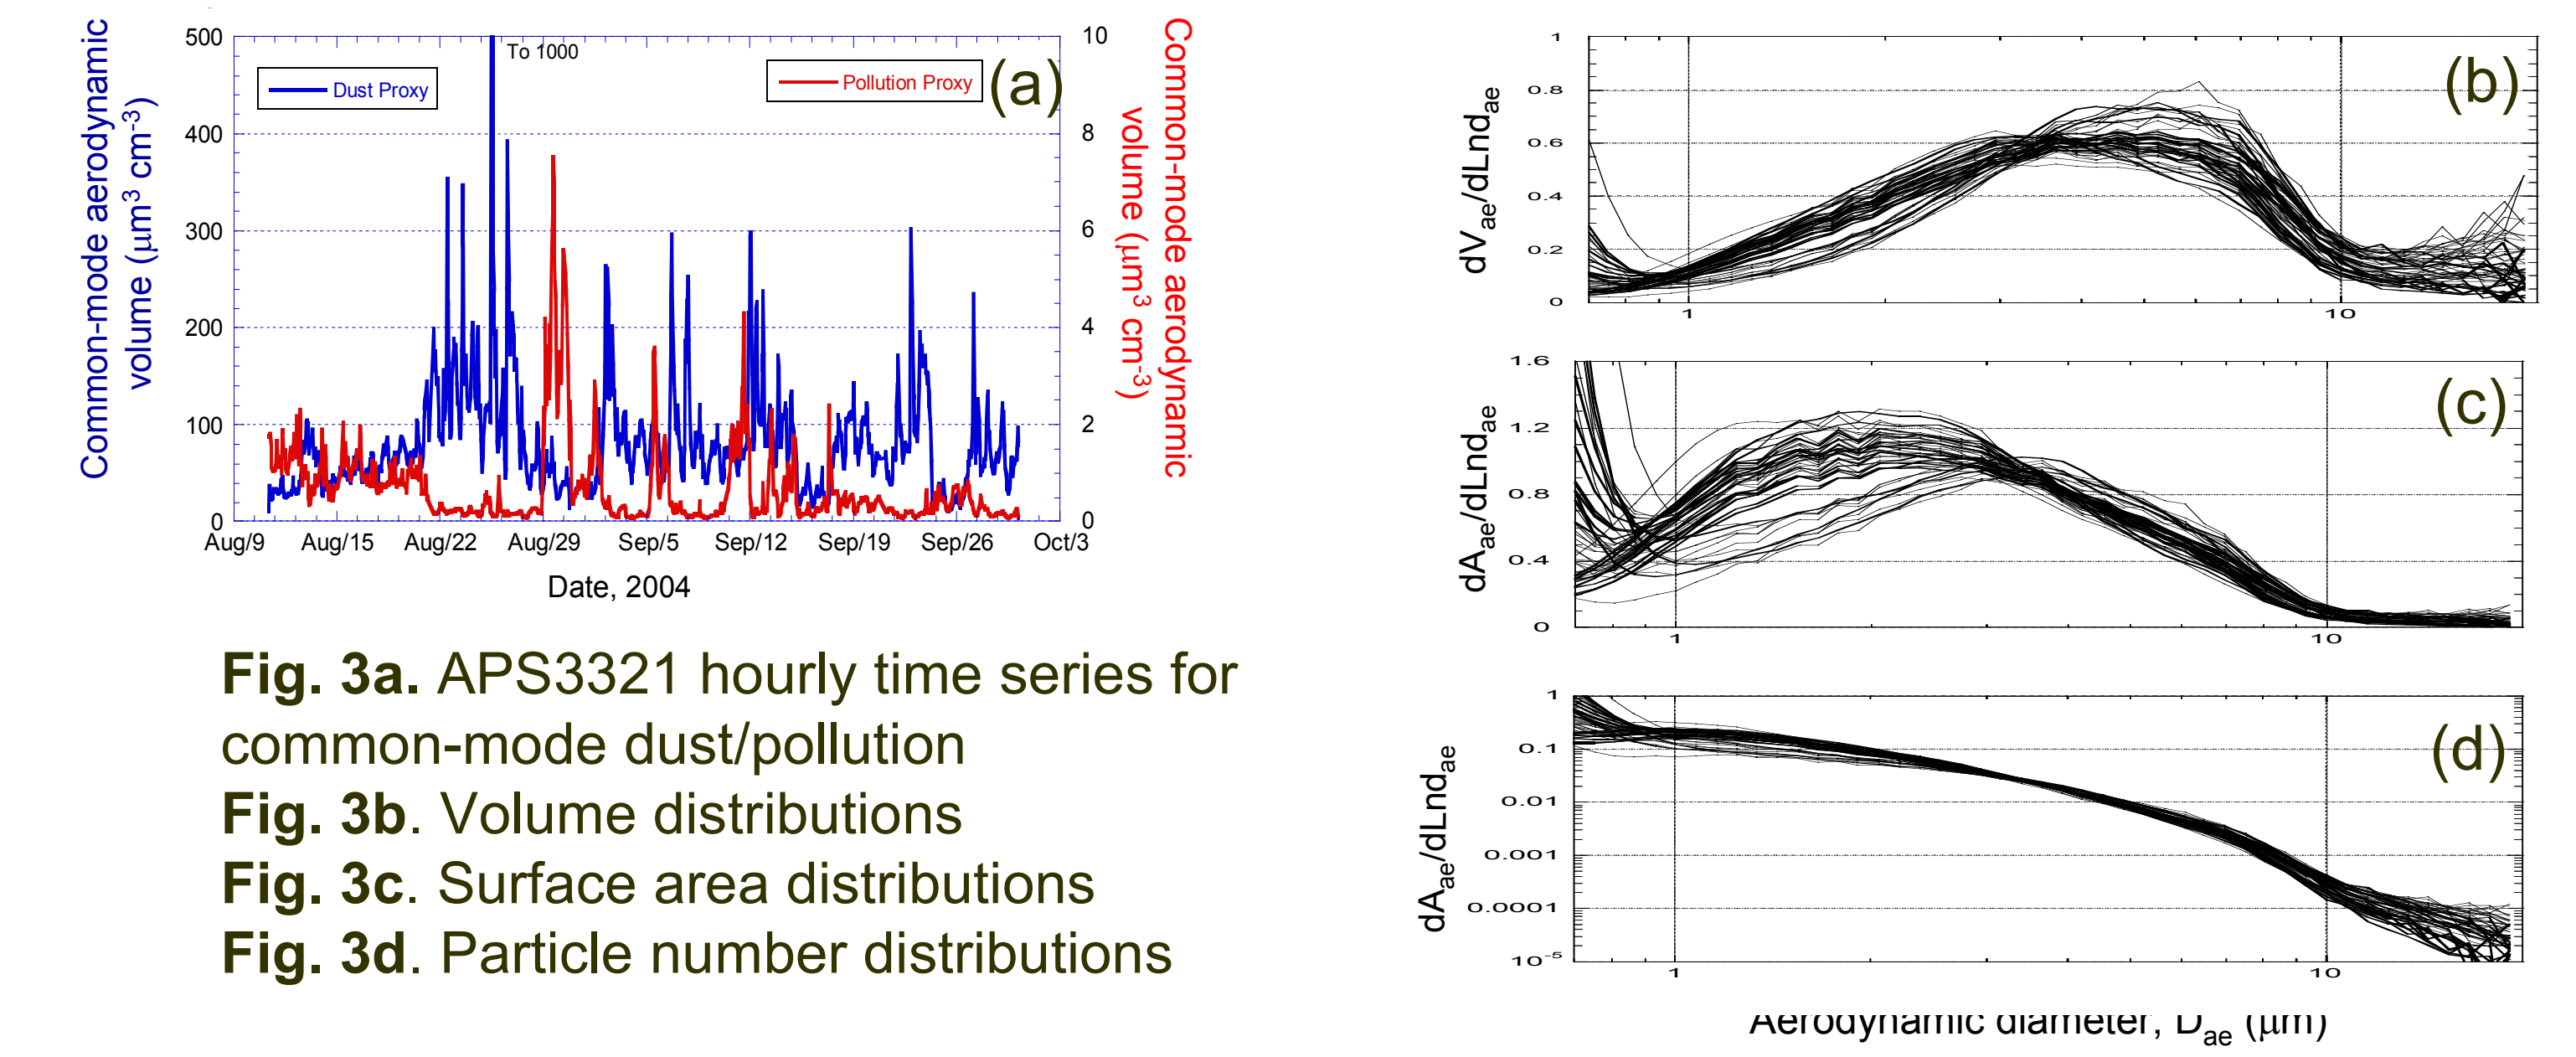 Common-mode aerodynamic
volume (μm³ cm⁻³)
500
400
300
200
100
0
To 1000
Dust Proxy
Pollution Proxy
(a)
10
8
6
4
2
0
Common-mode aerodynamic
volume (μm³ cm⁻³)
Aug/9 Aug/15 Aug/22 Aug/29 Sep/5 Sep/12 Sep/19 Sep/26 Oct/3
Date, 2004
Fig. 3a. APS3321 hourly time series for
common-mode dust/pollution
Fig. 3b. Volume distributions
Fig. 3c. Surface area distributions
Fig. 3d. Particle number distributions
dVae/dLndae
1
0.8
0.6
0.4
0.2
0
1 10
(b)
dAae/dLndae
1.6
1.2
0.8
0.4
0
1 10
(c)
dAae/dLndae
1
0.1
0.01
0.001
0.0001
10⁻⁵
1 10
(d)
Aerodynamic diameter, Dae (μm)